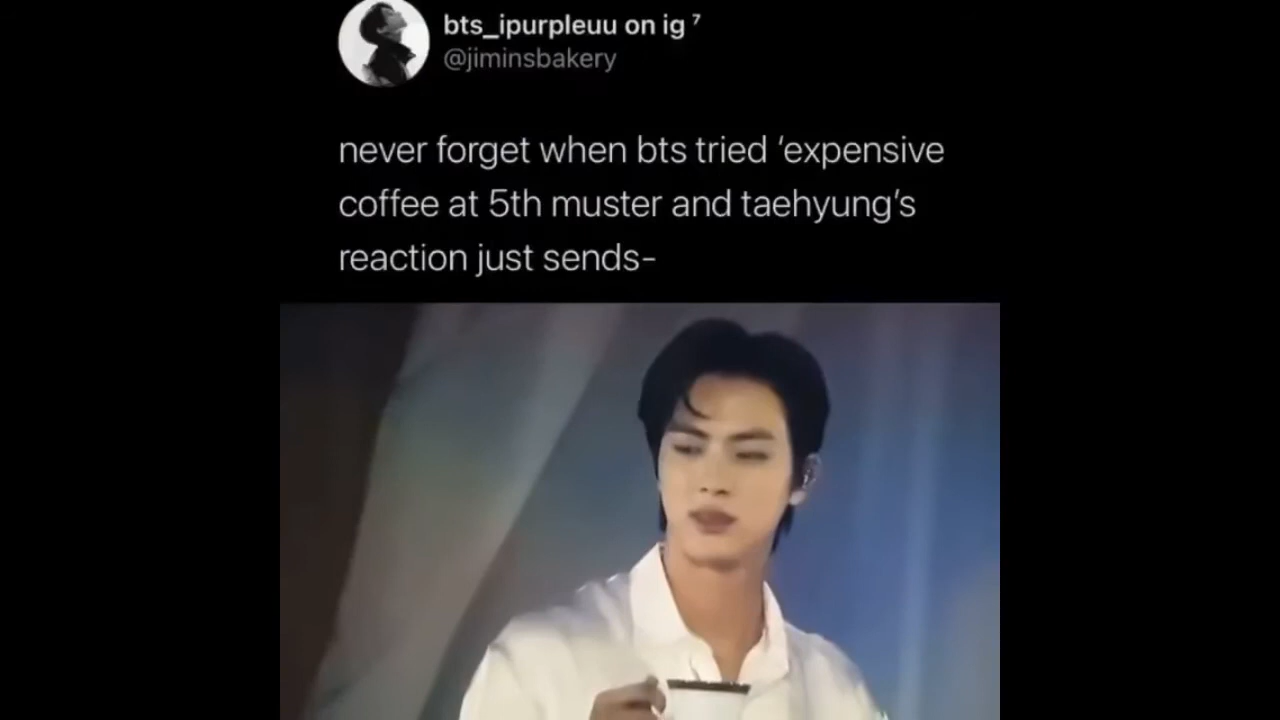 bts_ipurpleuu on ig ⁷
@jiminsbakery
never forget when bts tried ‘expensive
coffee at 5th muster and taehyung’s
reaction just sends-